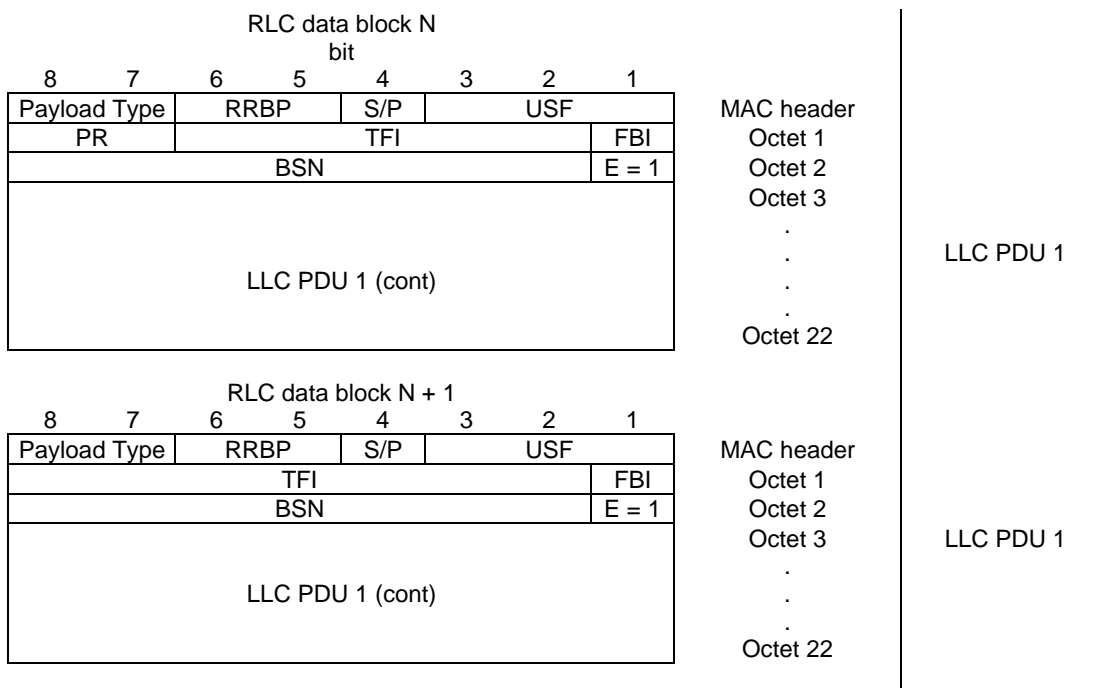 RLC data block N
bit
8 7 6 5 4 3 2 1
Payload Type RRBP S/P USF MAC header
PR TFI FBI Octet 1
BSN E = 1 Octet 2
Octet 3
.
. LLC PDU 1
LLC PDU 1 (cont) .
.
Octet 22
RLC data block N + 1
8 7 6 5 4 3 2 1
Payload Type RRBP S/P USF MAC header
TFI FBI Octet 1
BSN E = 1 Octet 2
Octet 3 LLC PDU 1
.
LLC PDU 1 (cont) .
.
Octet 22